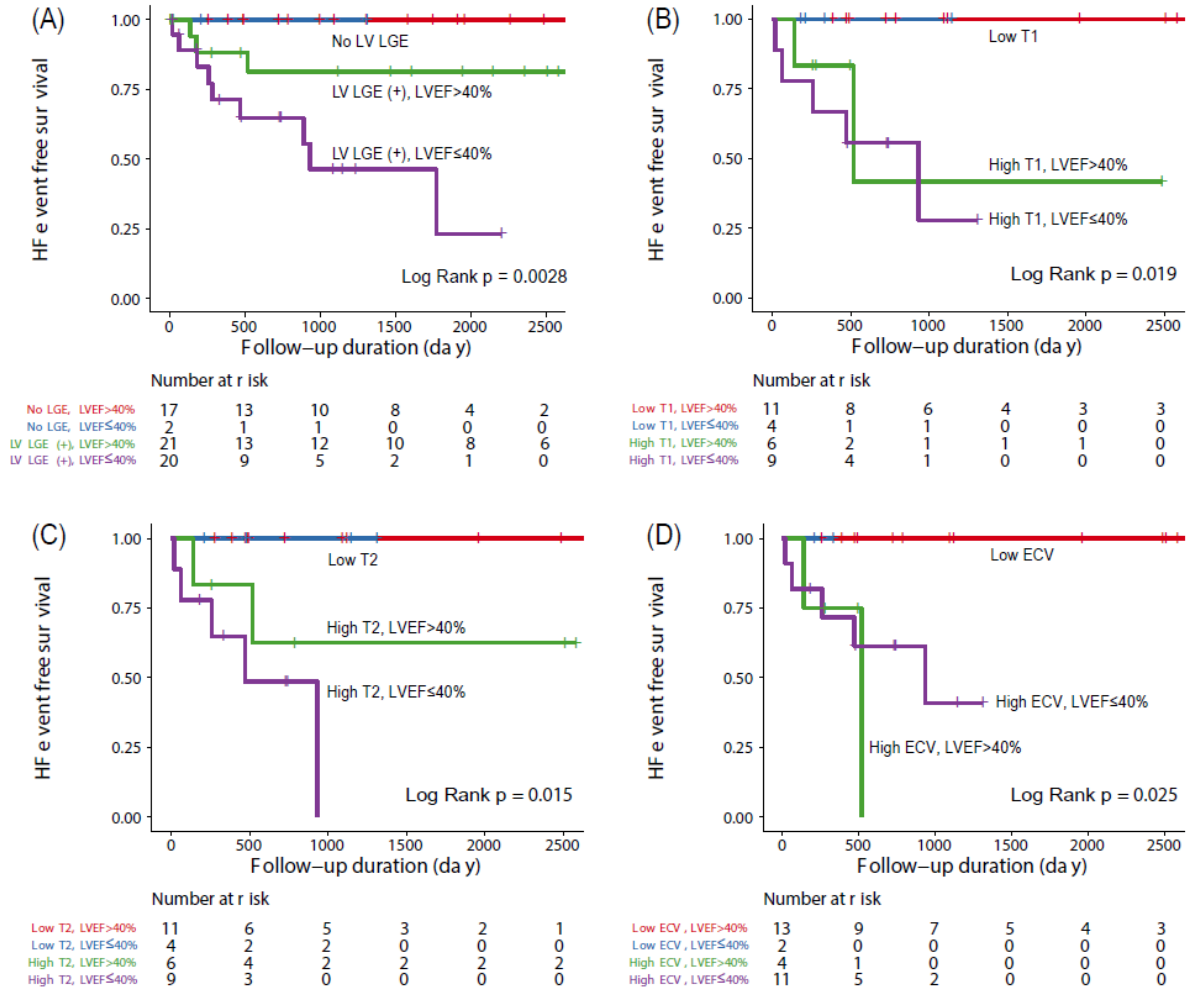 (A)
HF e vent free sur vival
1.00
0.75
0.50
0.25
0.00
No LV LGE
LV LGE (+), LVEF>40%
LV LGE (+), LVEF≤40%
Log Rank p = 0.0028
0 500 1000 1500 2000 2500
Follow–up duration (da y)
Number at r isk
No LGE, LVEF>40% 17 13 10 8 4 2
No LGE, LVEF≤40% 2 1 1 0 0 0
LV LGE (+), LVEF>40% 21 13 12 10 8 6
LV LGE (+), LVEF≤40% 20 9 5 2 1 0
(B)
HF e vent free sur vival
1.00
0.75
0.50
0.25
0.00
Low T1
High T1, LVEF>40%
High T1, LVEF≤40%
Log Rank p = 0.019
0 500 1000 1500 2000 2500
Follow–up duration (da y)
Number at r isk
Low T1, LVEF>40% 11 8 6 4 3 3
Low T1, LVEF≤40% 4 1 1 0 0 0
High T1, LVEF>40% 6 2 1 1 1 0
High T1, LVEF≤40% 9 4 1 0 0 0
(C)
HF e vent free sur vival
1.00
0.75
0.50
0.25
0.00
Low T2
High T2, LVEF>40%
High T2, LVEF≤40%
Log Rank p = 0.015
0 500 1000 1500 2000 2500
Follow–up duration (da y)
Number at r isk
Low T2, LVEF>40% 11 6 5 3 2 1
Low T2, LVEF≤40% 4 2 2 0 0 0
High T2, LVEF>40% 6 4 2 2 2 2
High T2, LVEF≤40% 9 3 0 0 0 0
(D)
HF e vent free sur vival
1.00
0.75
0.50
0.25
0.00
Low ECV
High ECV, LVEF≤40%
High ECV, LVEF>40%
Log Rank p = 0.025
0 500 1000 1500 2000 2500
Follow–up duration (da y)
Number at r isk
Low ECV , LVEF>40% 13 9 7 5 4 3
Low ECV , LVEF≤40% 2 0 0 0 0 0
High ECV , LVEF>40% 4 1 0 0 0 0
High ECV , LVEF≤40% 11 5 2 0 0 0